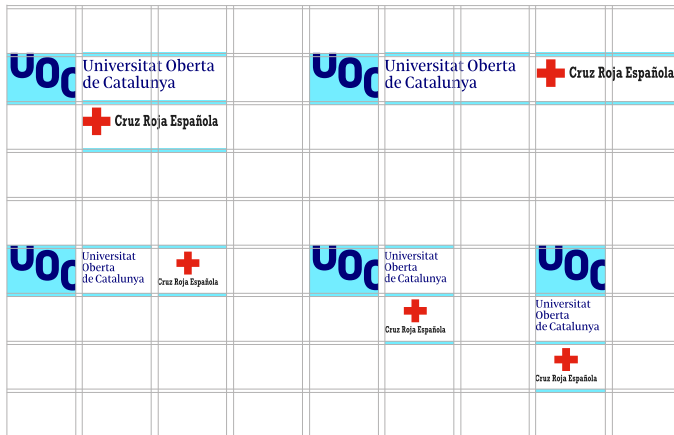 UOC
Universitat Oberta
de Catalunya
Cruz Roja Española
UOC
Universitat Oberta
de Catalunya
Cruz Roja Española
UOC
Universitat
Oberta
de Catalunya
Cruz Roja Española
UOC
Universitat
Oberta
de Catalunya
Cruz Roja Española
UOC
Universitat
Oberta
de Catalunya
Cruz Roja Española